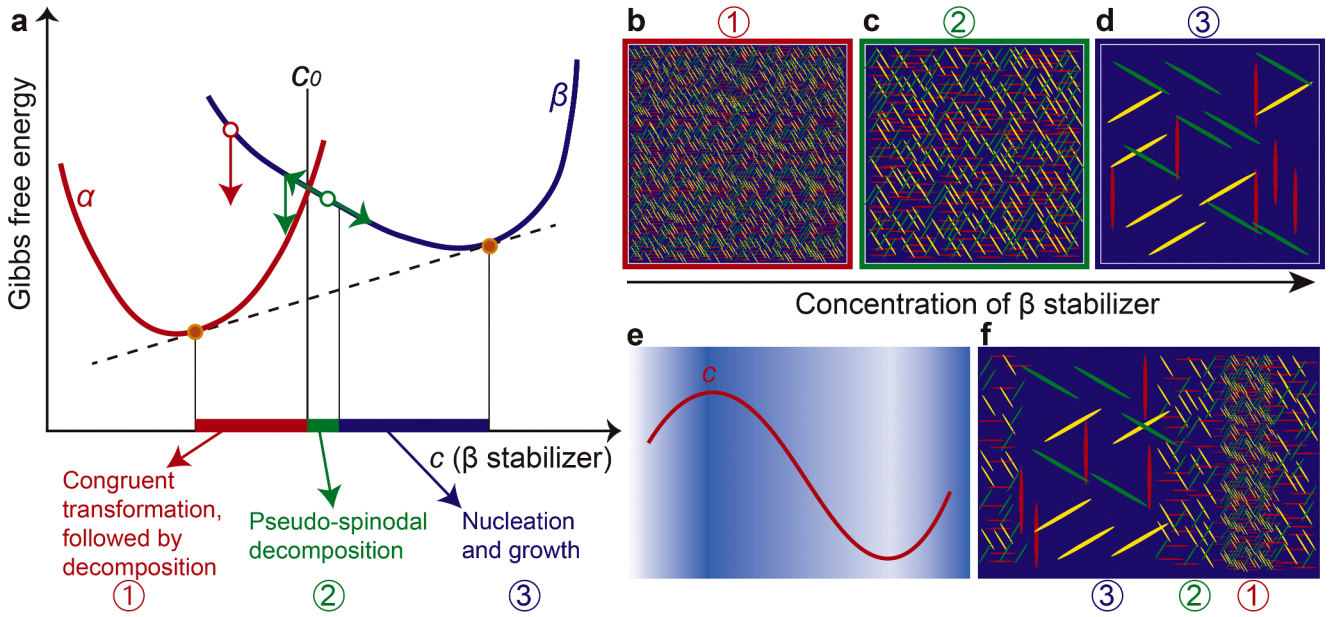 a
Gibbs free energy
α
C0
β
c (β stabilizer)
Congruent
transformation,
followed by
decomposition
①
Pseudo-spinodal
decomposition
②
Nucleation
and growth
③
b ①
c ②
d ③
Concentration of β stabilizer
e
c
f
③ ② ①